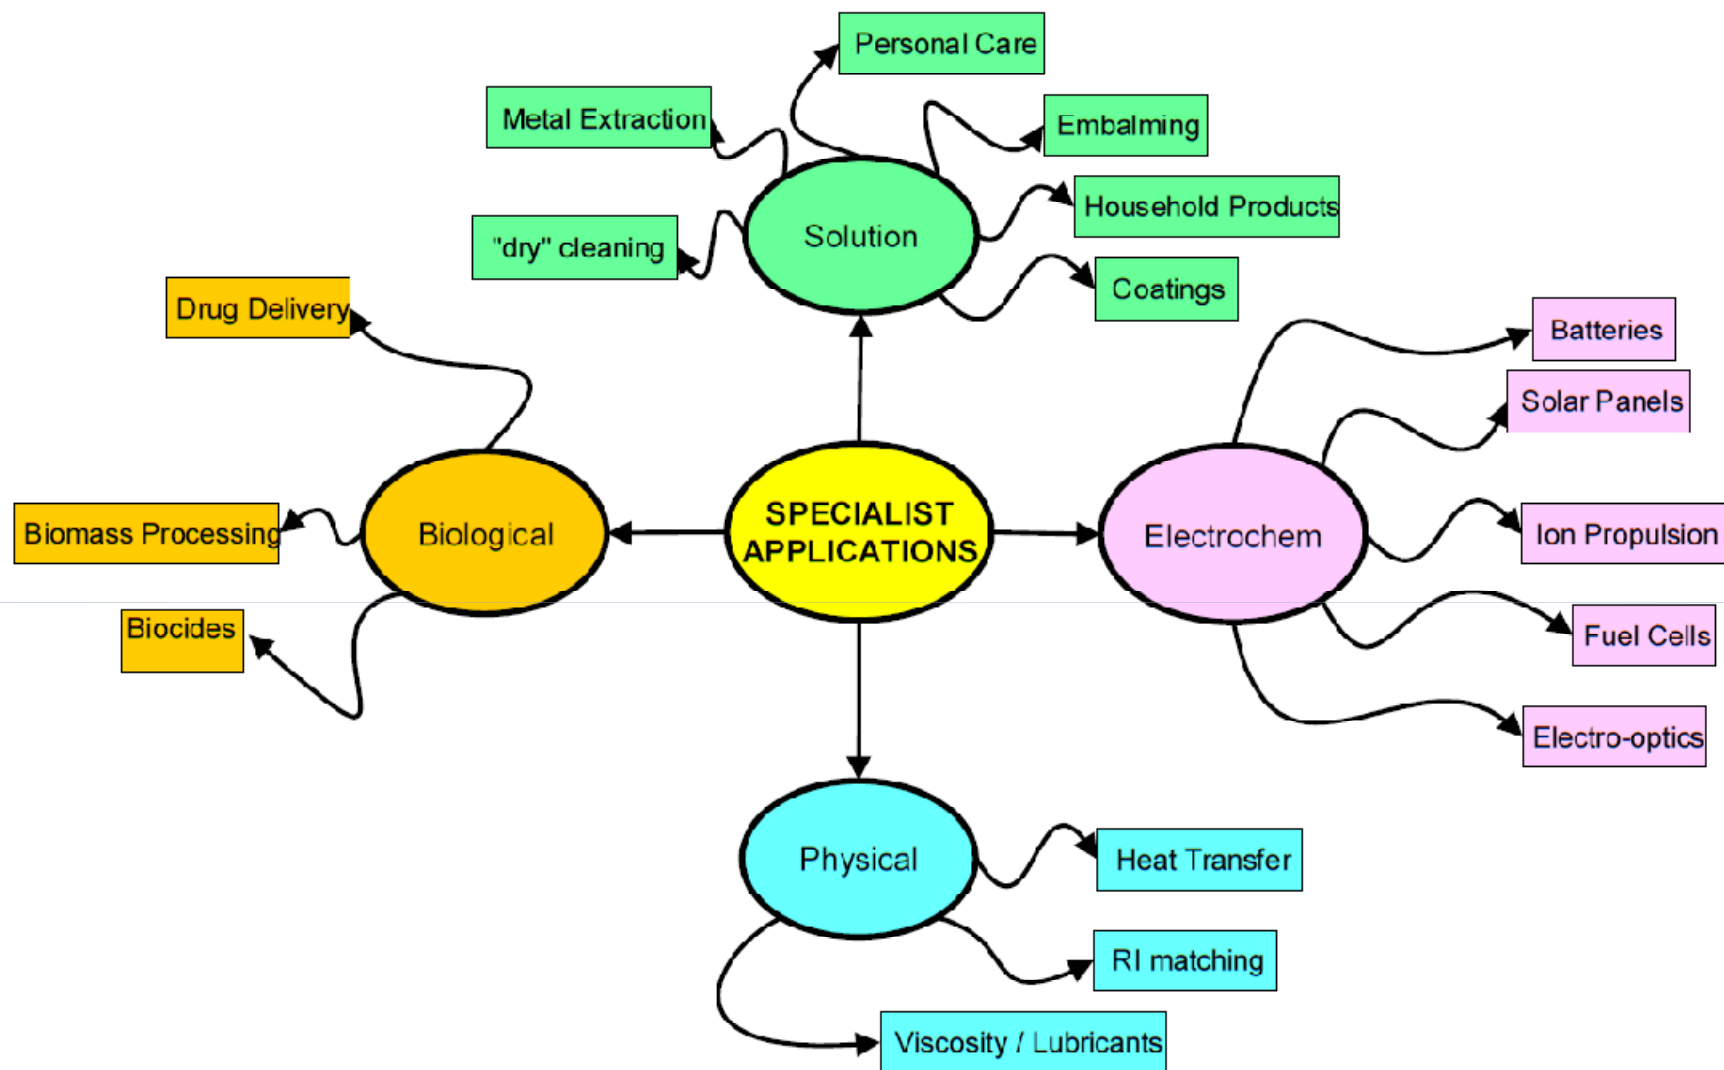 Personal Care
Metal Extraction
Embalming
Household Products
Solution
"dry" cleaning
Coatings
Drug Delivery
Batteries
Solar Panels
SPECIALIST
APPLICATIONS
Biomass Processing
Biological
Electrochem
Ion Propulsion
Biocides
Fuel Cells
Electro-optics
Physical
Heat Transfer
RI matching
Viscosity / Lubricants